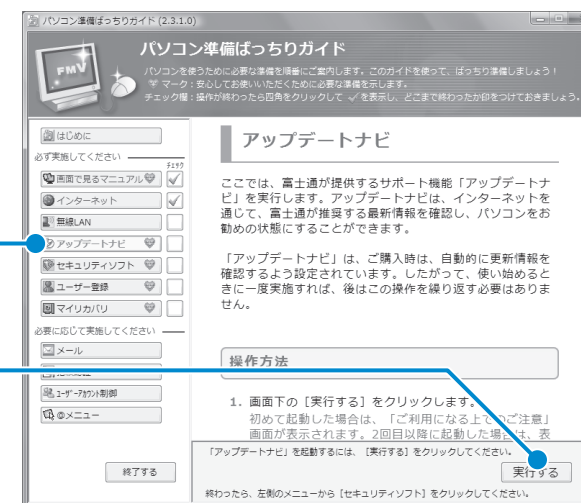 パソコン準備ばっちりガイド (2.3.1.0)
FMV
パソコン準備ばっちりガイド
パソコンを使うために必要な準備を順番にご案内します。このガイドを使って、ばっちり準備しましょう！
マーク：安心してお使いいただくために必要な準備を示します。
チェック欄：操作が終わったら四角をクリックして ✓を表示し、どこまで終わったか印をつけておきましょう。
はじめに
必ず実施してください
チェック
画面で見るマニュアル
インターネット
無線LAN
アップデートナビ
セキュリティソフト
ユーザー登録
マイリカバリ
必要に応じて実施してください
メール
ユーザーアカウント制御
@メニュー
終了する
アップデートナビ
ここでは、富士通が提供するサポート機能「アップデートナ
ビ」を実行します。アップデートナビは、インターネットを
通じて、富士通が推奨する最新情報を確認し、パソコンをお
勧めの状態にすることができます。
「アップデートナビ」は、ご購入時は、自動的に更新情報を
確認するよう設定されています。したがって、使い始めると
きに一度実施すれば、後はこの操作を繰り返す必要はありま
せん。
操作方法
1. 画面下の［実行する］をクリックします。
初めて起動した場合は、「ご利用になる上でのご注意」
画面が表示されます。2回目以降に起動した場合は、表
「アップデートナビ」を起動するには、［実行する］をクリックしてください。
実行する
終わったら、左側のメニューから［セキュリティソフト］をクリックしてください。